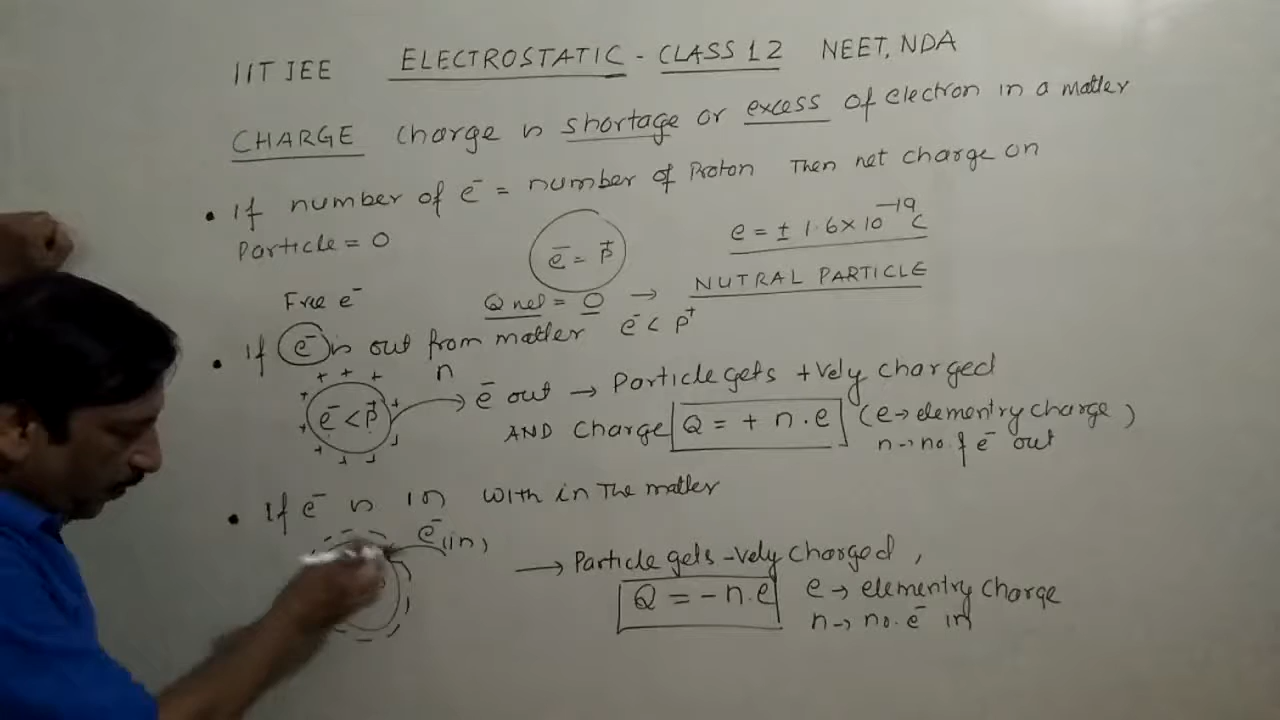 IIT JEE ELECTROSTATIC - CLASS 12 NEET, NDA
CHARGE Charge is shortage or excess of electron in a matter
• If number of e⁻ = number of Proton Then net charge on
Particle = 0
e⁻ = p⁺
e = ± 1.6 × 10⁻¹⁹ C
Free e⁻
Q net = 0 → NUTRAL PARTICLE
• If e⁻ is out from matter e⁻ < p⁺
+ + + + + + + +
e⁻ < p⁺
n
e⁻ out → Particle gets +vely charged
AND Charge Q = + n.e (e → elementry charge)
n → no. of e⁻ out
• If e⁻ is in with in The matter
e⁻ (in)
→ Particle gets -vely Charged,
Q = - n.e e → elementry Charge
n → no. e⁻ in